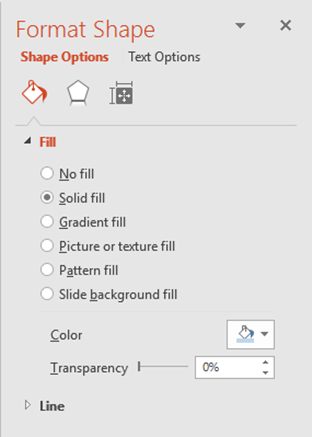 Format Shape
Shape Options Text Options
Fill
No fill
Solid fill
Gradient fill
Picture or texture fill
Pattern fill
Slide background fill
Color
Transparency 0%
Line